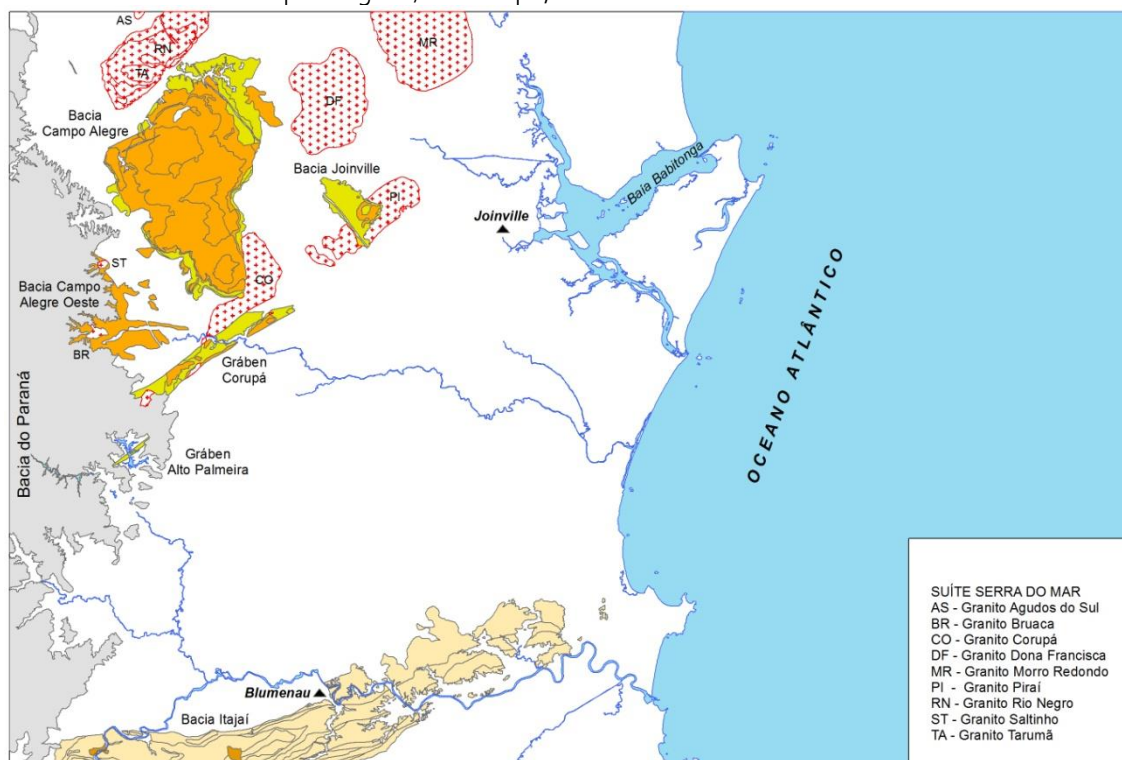 AS
RN
TA
MR
DF
Bacia
Campo Alegre
Bacia Joinville
PI
Baía Babitonga
Joinville
ST
CO
Bacia Campo
Alegre Oeste
BR
Gráben
Corupá
OCEANO ATLÂNTICO
Bacia do Paraná
Gráben
Alto Palmeira
Blumenau
Bacia Itajaí
SUÍTE SERRA DO MAR
AS - Granito Agudos do Sul
BR - Granito Bruaca
CO - Granito Corupá
DF - Granito Dona Francisca
MR - Granito Morro Redondo
PI - Granito Piraí
RN - Granito Rio Negro
ST - Granito Saltinho
TA - Granito Tarumã